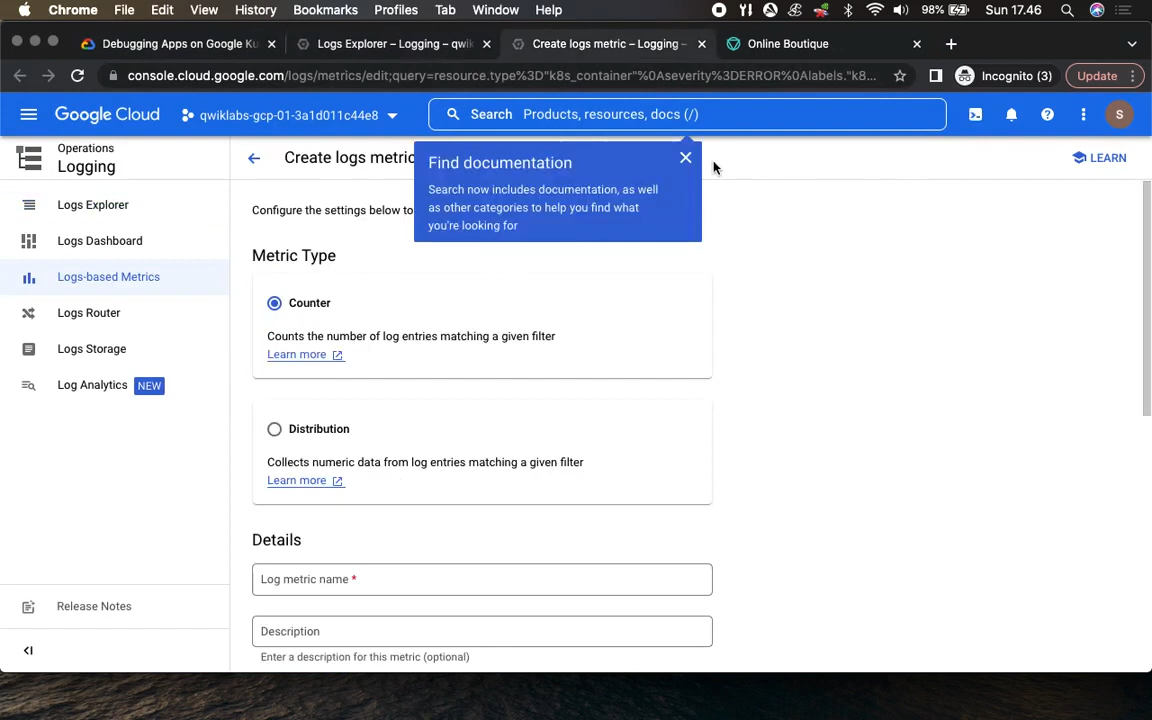 Chrome File Edit View History Bookmarks Profiles Tab Window Help 98% Sun 17.46
Debugging Apps on Google Ku
Logs Explorer – Logging – qwik
Create logs metric – Logging –
Online Boutique
console.cloud.google.com/logs/metrics/edit;query=resource.type%3D"k8s_container"%0Aseverity%3DERROR%0Alabels."k8...
Incognito (3)
Update
Google Cloud
qwiklabs-gcp-01-3a1d011c44e8
Search Products, resources, docs (/)
S
Operations
Logging
Create logs metric
LEARN
Find documentation
Search now includes documentation, as well
as other categories to help you find what
you're looking for
Logs Explorer
Logs Dashboard
Logs-based Metrics
Logs Router
Logs Storage
Log Analytics NEW
Release Notes
Configure the settings below to
Metric Type
Counter
Counts the number of log entries matching a given filter
Learn more
Distribution
Collects numeric data from log entries matching a given filter
Learn more
Details
Log metric name *
Description
Enter a description for this metric (optional)